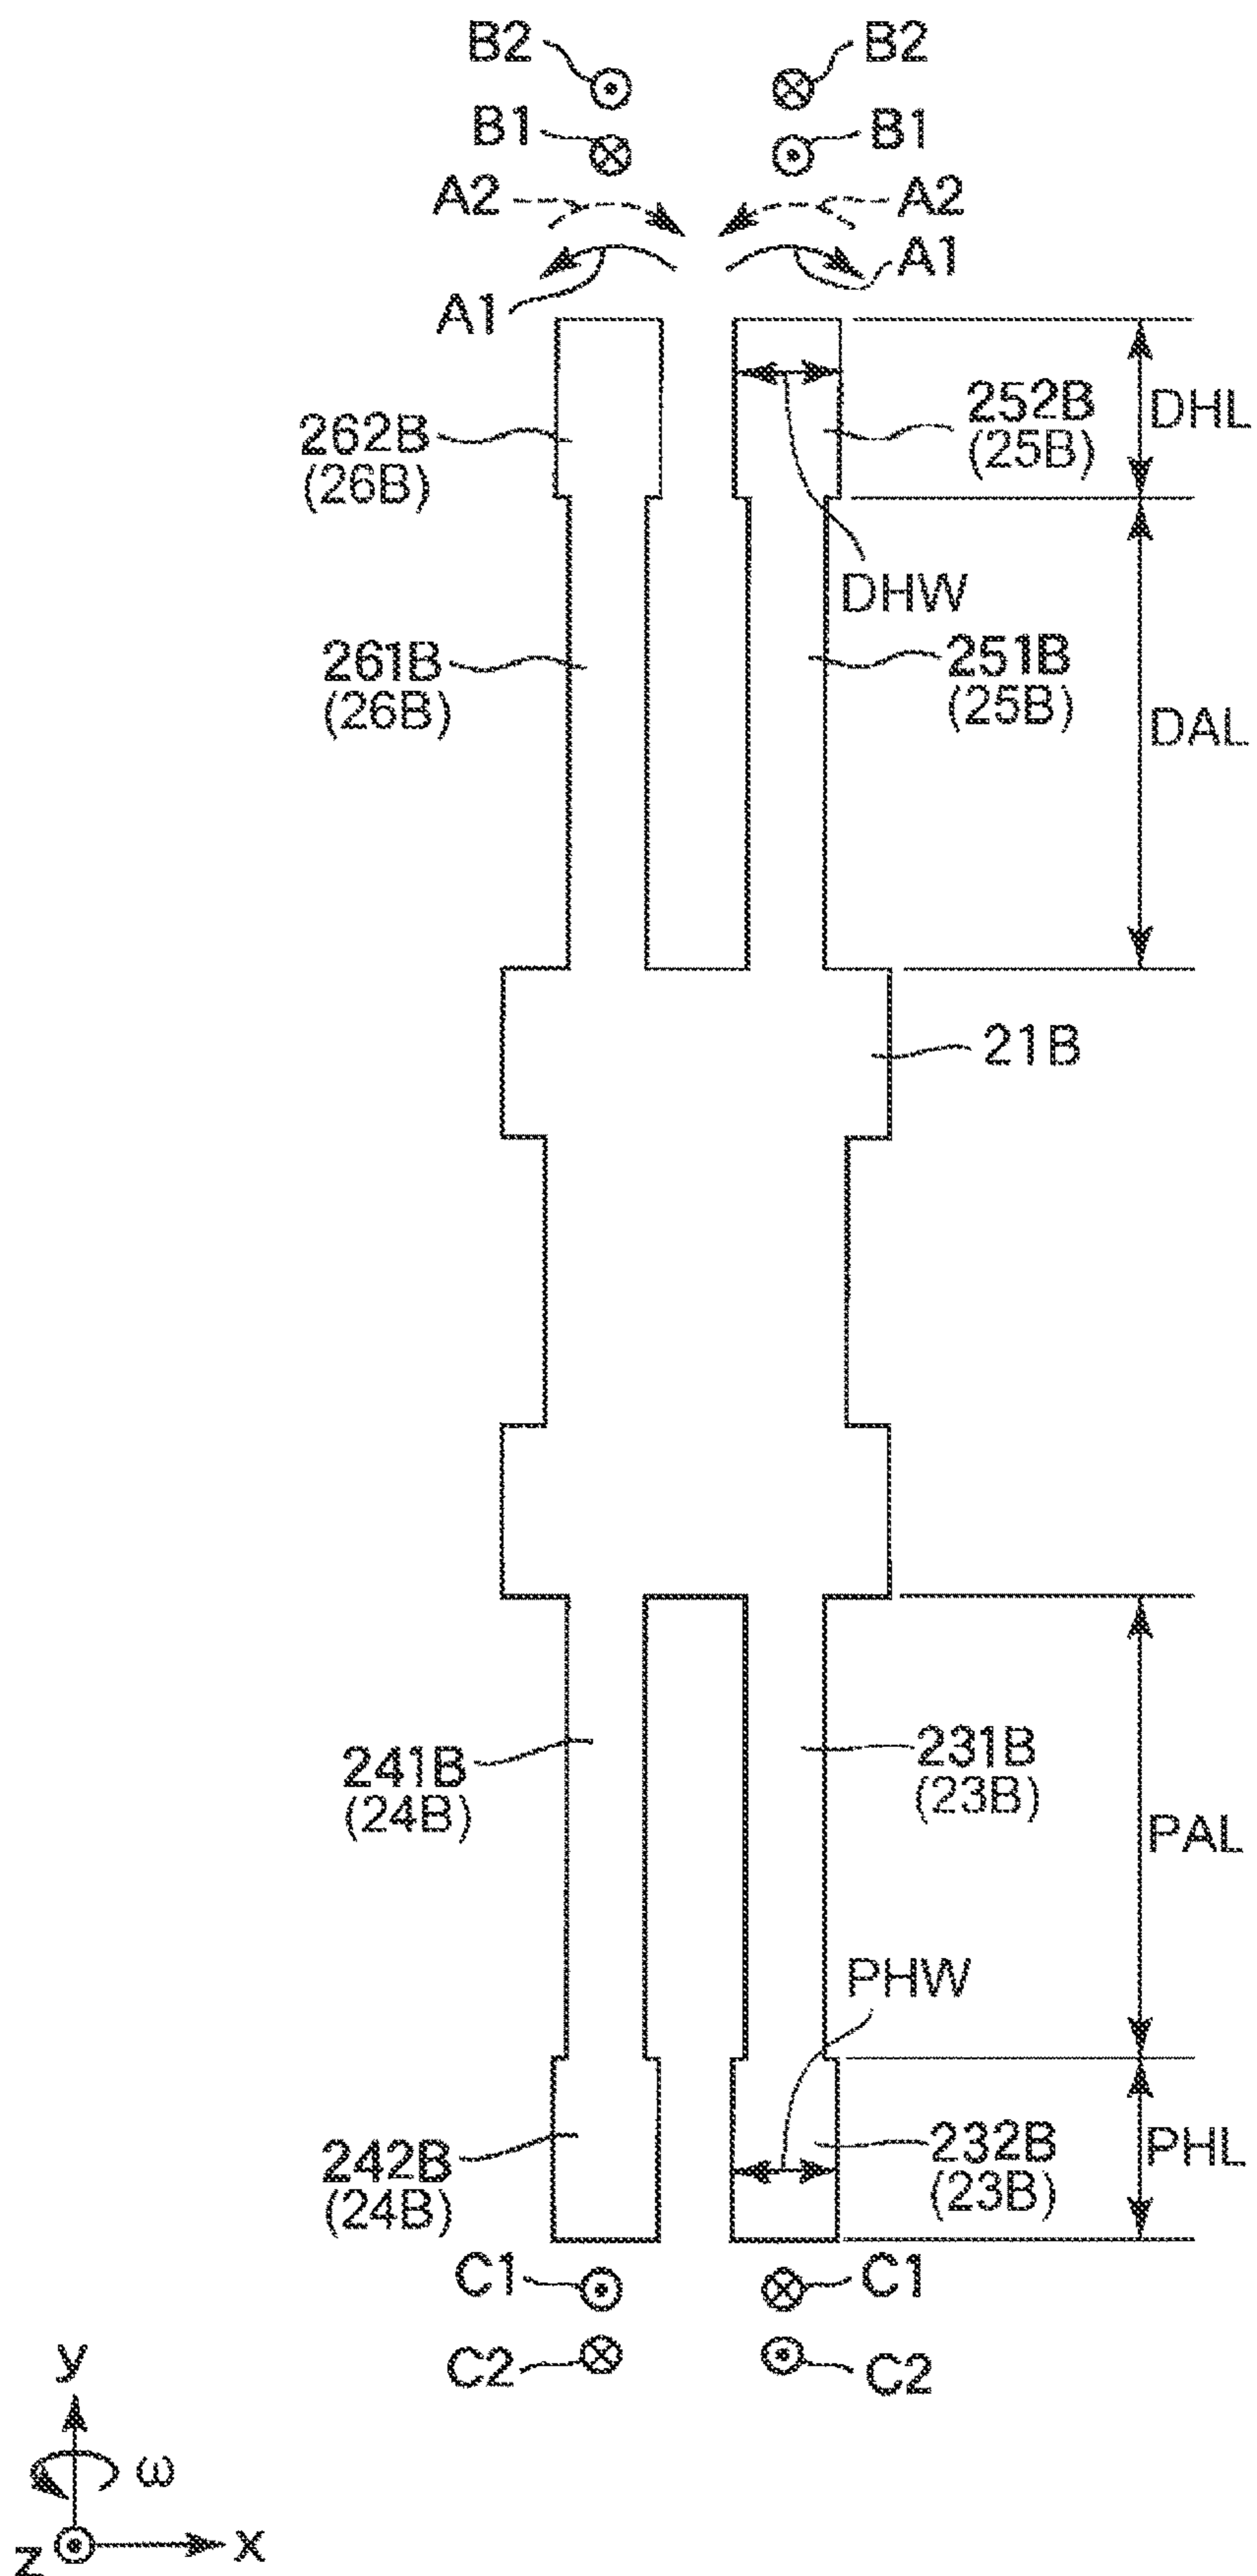 B2
B2
B1
B1
A2
A2
A1
A1
262B
(26B)
252B
(25B)
DHL
DHW
261B
(26B)
251B
(25B)
DAL
21B
241B
(24B)
231B
(23B)
PAL
PHW
242B
(24B)
232B
(23B)
PHL
C1
C1
C2
C2
y
ω
z
x